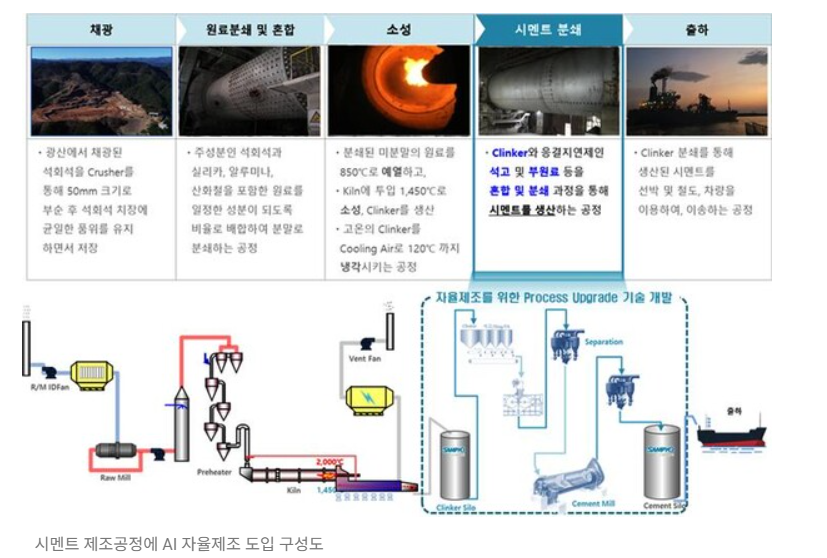 채광
원료분쇄 및 혼합
소성
시멘트 분쇄
출하
· 광산에서 채광된
석회석을 Crusher를
통해 50mm 크기로
부순 후 석회석 치장에
균일한 품위를 유지
하면서 저장
· 주성분인 석회석과
실리카, 알루미나,
산화철을 포함한 원료를
일정한 성분이 되도록
비율로 배합하여 분말로
분쇄하는 공정
· 분쇄된 미분말의 원료를
850℃로 예열하고,
· Kiln에 투입 1,450℃로
소성, Clinker를 생산
· 고온의 Clinker를
Cooling Air로 120℃ 까지
냉각시키는 공정
· Clinker와 응결지연제인
석고 및 부원료 등을
혼합 및 분쇄 과정을 통해
시멘트를 생산하는 공정
· Clinker 분쇄를 통해
생산된 시멘트를
선박 및 철도, 차량을
이용하여, 이송하는 공정
자율제조를 위한 Process Upgrade 기술 개발
R/M IDFan
Raw Mill
Preheater
2,000℃
Kiln
1,450
Vent Fan
Separation
SAMPYO
Clinker Silo
Cement Mill
SAMPYO
Cement Silo
출하
시멘트 제조공정에 AI 자율제조 도입 구성도